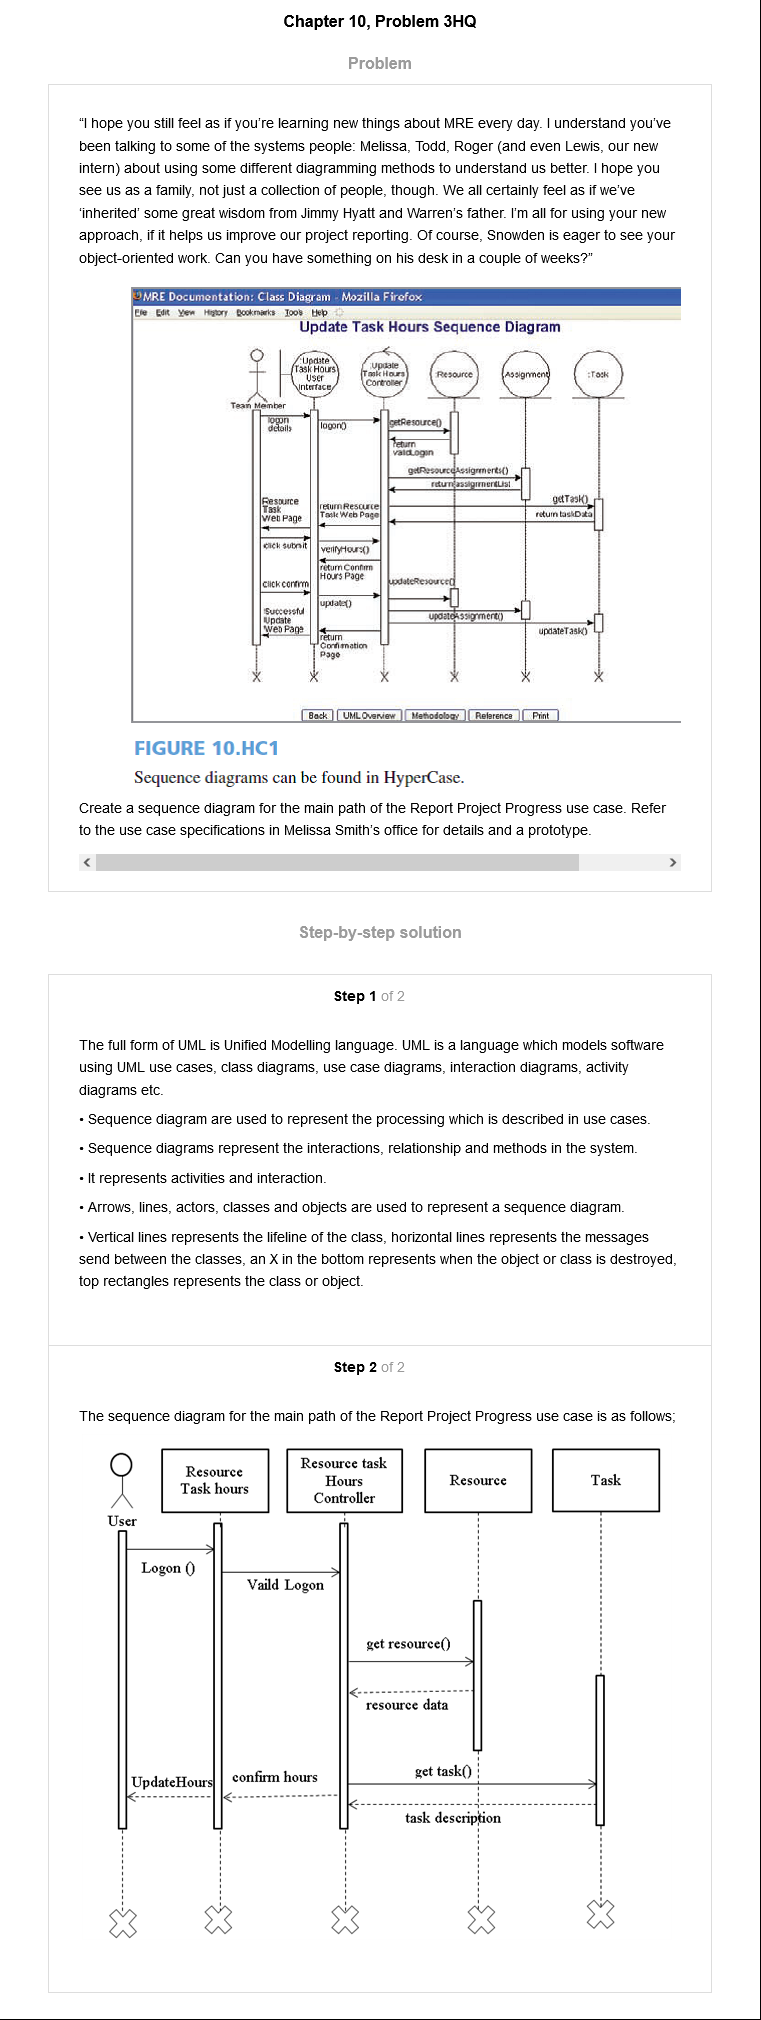 Chapter 10, Problem 3HQ
Problem
“I hope you still feel as if you’re learning new things about MRE every day. I understand you’ve
been talking to some of the systems people: Melissa, Todd, Roger (and even Lewis, our new
intern) about using some different diagramming methods to understand us better. I hope you
see us as a family, not just a collection of people, though. We all certainly feel as if we’ve
‘inherited’ some great wisdom from Jimmy Hyatt and Warren’s father. I’m all for using your new
approach, if it helps us improve our project reporting. Of course, Snowden is eager to see your
object-oriented work. Can you have something on his desk in a couple of weeks?”
MRE Documentation: Class Diagram - Mozilla Firefox
File Edit View History Bookmarks Tools Help
Update Task Hours Sequence Diagram
:Update
Task Hours
User
Interface
:Update
Task Hours
Controller
:Resource
:Assignment
:Task
Team Member
logon
details
logon()
getResource()
return
validLogon
getResourceAssignments()
return assignmentList
getTask()
return taskData
Resource
Task
Web Page
return Resource
Task Web Page
click submit
verifyHours()
return Confirm
Hours Page
click confirm
updateResource()
update()
updateAssignment()
updateTask()
Successful
Update
Web Page
return
Confirmation
Page
Back
UML Overview
Methodology
Reference
Print
FIGURE 10.HC1
Sequence diagrams can be found in HyperCase.
Create a sequence diagram for the main path of the Report Project Progress use case. Refer
to the use case specifications in Melissa Smith’s office for details and a prototype.
Step-by-step solution
Step 1 of 2
The full form of UML is Unified Modelling language. UML is a language which models software
using UML use cases, class diagrams, use case diagrams, interaction diagrams, activity
diagrams etc.
• Sequence diagram are used to represent the processing which is described in use cases.
• Sequence diagrams represent the interactions, relationship and methods in the system.
• It represents activities and interaction.
• Arrows, lines, actors, classes and objects are used to represent a sequence diagram.
• Vertical lines represents the lifeline of the class, horizontal lines represents the messages
send between the classes, an X in the bottom represents when the object or class is destroyed,
top rectangles represents the class or object.
Step 2 of 2
The sequence diagram for the main path of the Report Project Progress use case is as follows;
Resource
Task hours
Resource task
Hours
Controller
Resource
Task
User
Logon ()
Vaild Logon
get resource()
resource data
get task()
confirm hours
UpdateHours
task description